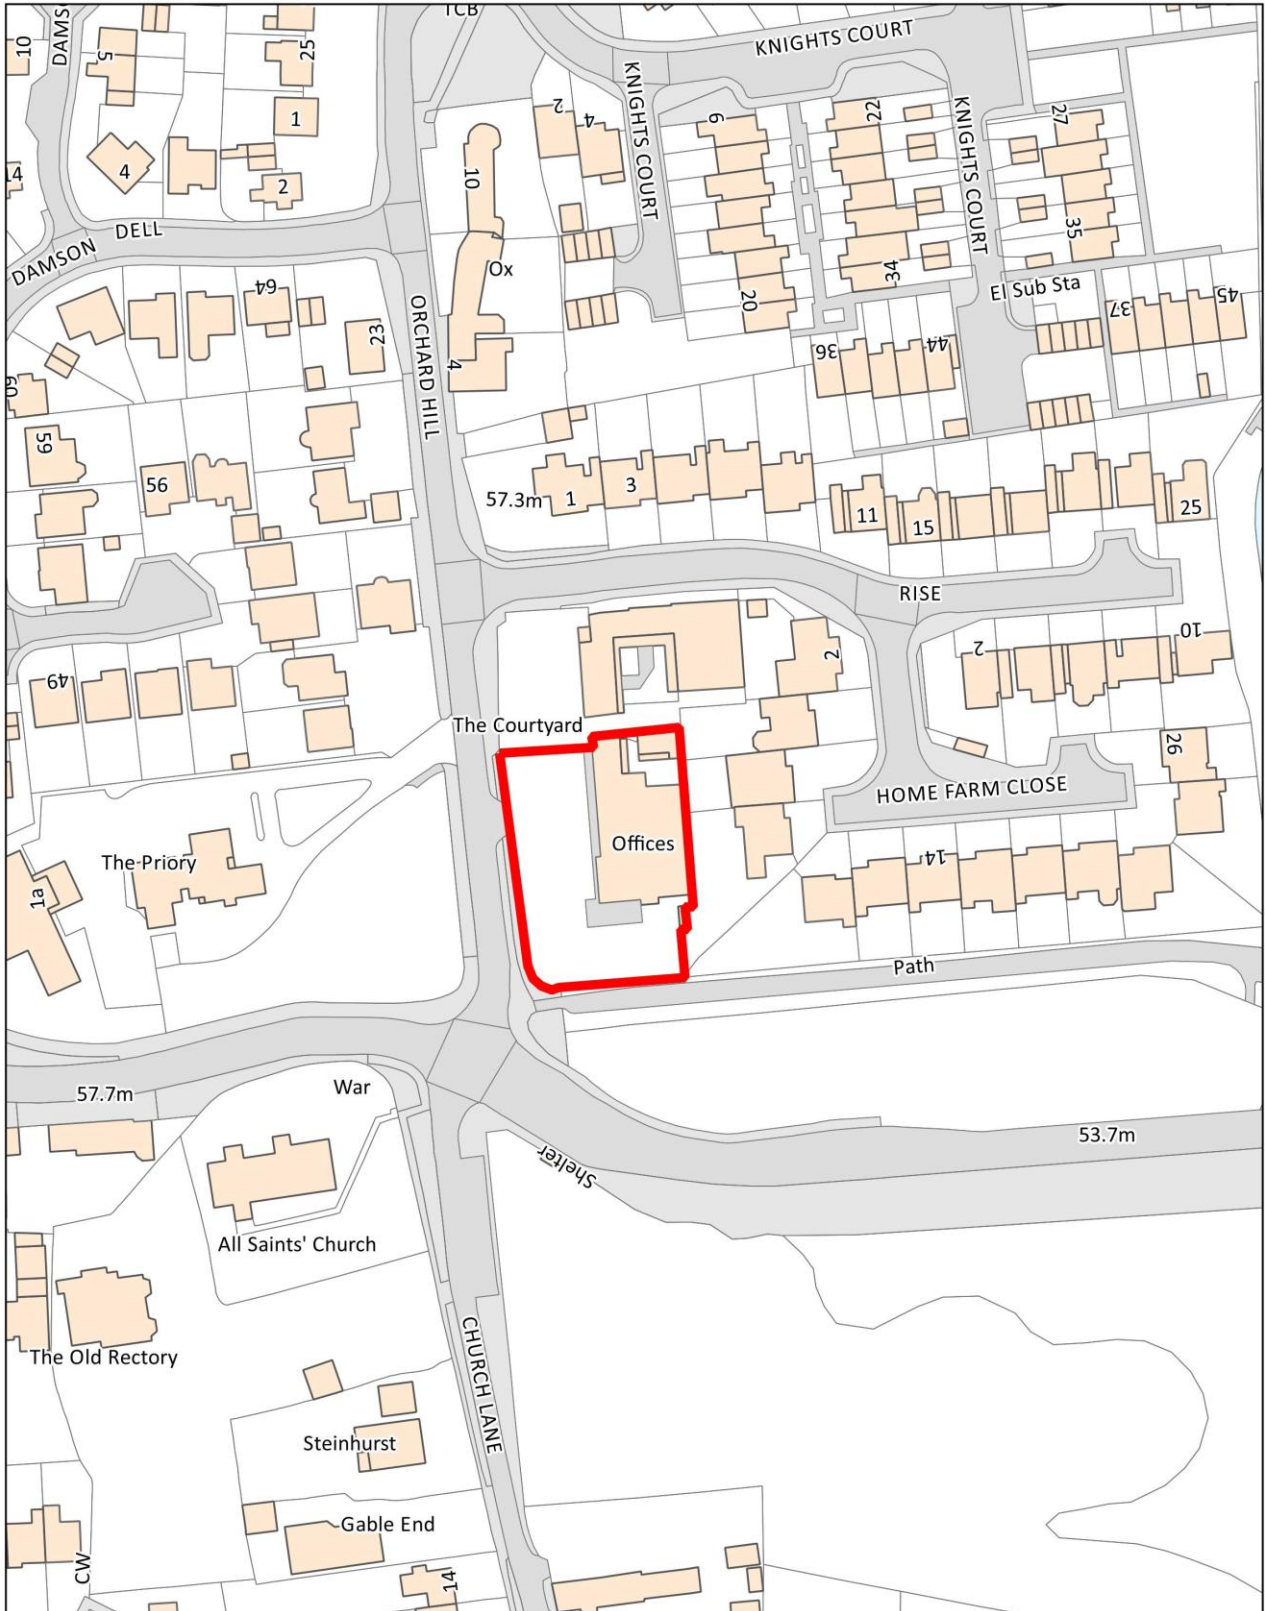 TCB
KNIGHTS COURT
DAMS
10
5
25
1
4
14
2
DAMSON DELL
2
4
KNIGHTS COURT
6
22
KNIGHTS COURT
27
10
Ox
35
34
20
El Sub Sta
37
45
64
23
ORCHARD HILL
4
36
44
59
56
57.3m
1
3
11
15
25
RISE
2
2
10
49
The Courtyard
26
HOME FARM CLOSE
Offices
The Priory
14
1a
Path
57.7m
War
53.7m
Shelter
All Saints' Church
The Old Rectory
CHURCH LANE
Steinhurst
Gable End
CW
14